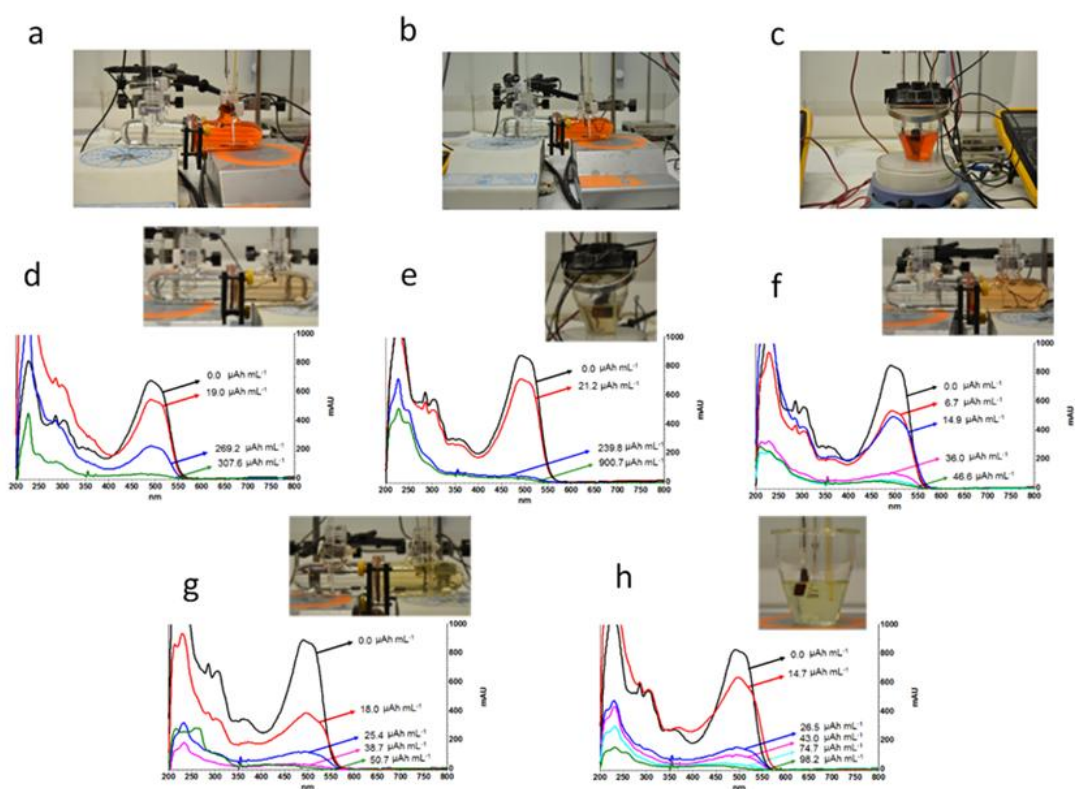 a b c
d e f
1000
800
600
400
200
0
mAU
0.0 µAh mL-1
19.0 µAh mL-1
269.2 µAh mL-1
307.6 µAh mL-1
200 250 300 350 400 450 500 550 600 650 700 750 800
nm
1000
800
600
400
200
0
mAU
0.0 µAh mL-1
21.2 µAh mL-1
239.8 µAh mL-1
900.7 µAh mL-1
200 250 300 350 400 450 500 550 600 650 700 750 800
nm
1000
800
600
400
200
0
mAU
0.0 µAh mL-1
6.7 µAh mL-1
14.9 µAh mL-1
36.0 µAh mL-1
46.6 µAh mL-1
200 250 300 350 400 450 500 550 600 650 700 750 800
nm
g h
1000
800
600
400
200
0
mAU
0.0 µAh mL-1
18.0 µAh mL-1
25.4 µAh mL-1
38.7 µAh mL-1
50.7 µAh mL-1
200 250 300 350 400 450 500 550 600 650 700 750 800
nm
1000
800
600
400
200
0
mAU
0.0 µAh mL-1
14.7 µAh mL-1
26.5 µAh mL-1
43.0 µAh mL-1
74.7 µAh mL-1
98.2 µAh mL-1
200 250 300 350 400 450 500 550 600 650 700 750 800
nm